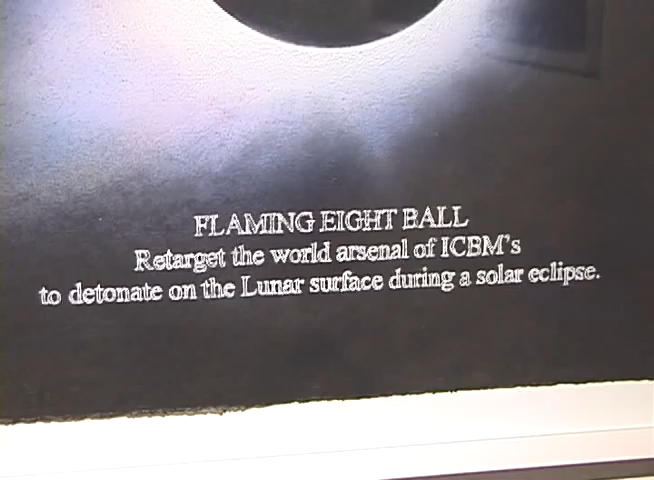 FLAMING EIGHT BALL
Retarget the world arsenal of ICBM's
to detonate on the Lunar surface during a solar eclipse.